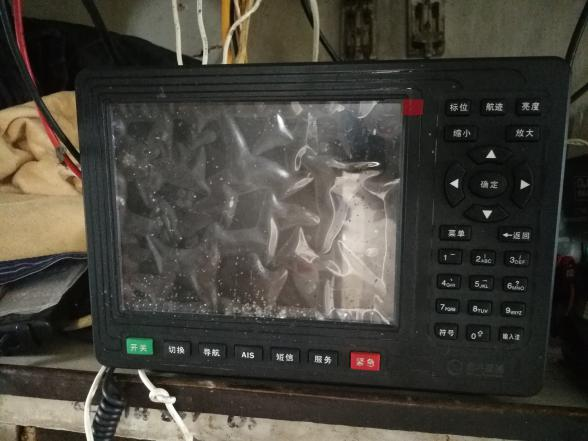 标位 航迹 亮度
缩小 放大
确定
菜单 返回
1 2ABC 3DEF
4GHI 5JKL 6MNO
7PQRS 8TUV 9WXYZ
符号 0 输入法
开关 切换 导航 AIS 短信 服务 紧急